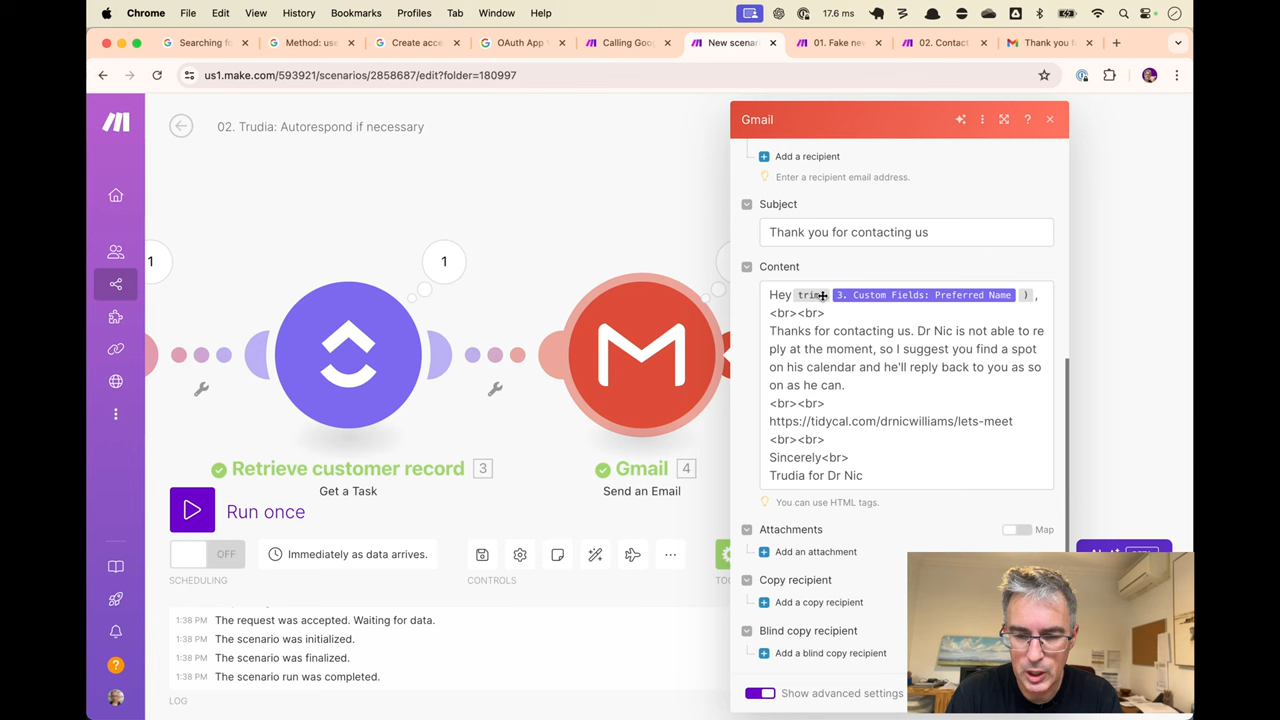 Chrome File Edit View History Bookmarks Profiles Tab Window Help 17.6 ms
Searching fo Method: use Create acce OAuth App V Calling Goo New scenar 01. Fake nev 02. Contact Thank you f
us1.make.com/593921/scenarios/2858687/edit?folder=180997
02. Trudia: Autorespond if necessary
Gmail
Add a recipient
Enter a recipient email address.
Subject
Thank you for contacting us
Content
Hey trim( 3. Custom Fields: Preferred Name ) ,
<br><br>
Thanks for contacting us. Dr Nic is not able to re
ply at the moment, so I suggest you find a spot
on his calendar and he'll reply back to you as so
on as he can.
<br><br>
https://tidycal.com/drnicwilliams/lets-meet
<br><br>
Sincerely<br>
Trudia for Dr Nic
You can use HTML tags.
Attachments Map
Add an attachment
Copy recipient
Add a copy recipient
Blind copy recipient
Add a blind copy recipient
Show advanced settings
1 1
Retrieve customer record 3
Get a Task
Gmail 4
Send an Email
Run once
OFF Immediately as data arrives.
SCHEDULING CONTROLS
1:38 PM The request was accepted. Waiting for data.
1:38 PM The scenario was initialized.
1:38 PM The scenario was finalized.
1:38 PM The scenario run was completed.
LOG